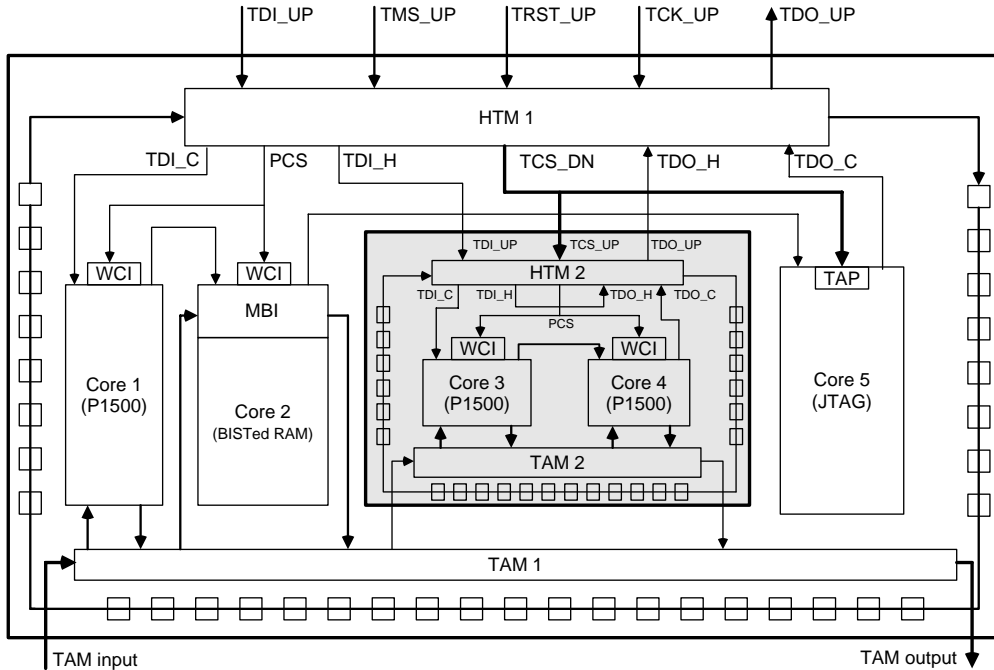 TDI_UP TMS_UP TRST_UP TCK_UP TDO_UP
HTM 1
TDI_C PCS TDI_H TCS_DN TDO_H TDO_C
TDI_UP TCS_UP TDO_UP
WCI WCI HTM 2 TAP
TDI_C TDI_H TDO_H TDO_C
MBI
PCS
WCI WCI
Core 1
(P1500)
Core 2
(BISTed RAM)
Core 3
(P1500)
Core 4
(P1500)
Core 5
(JTAG)
TAM 2
TAM 1
TAM input TAM output